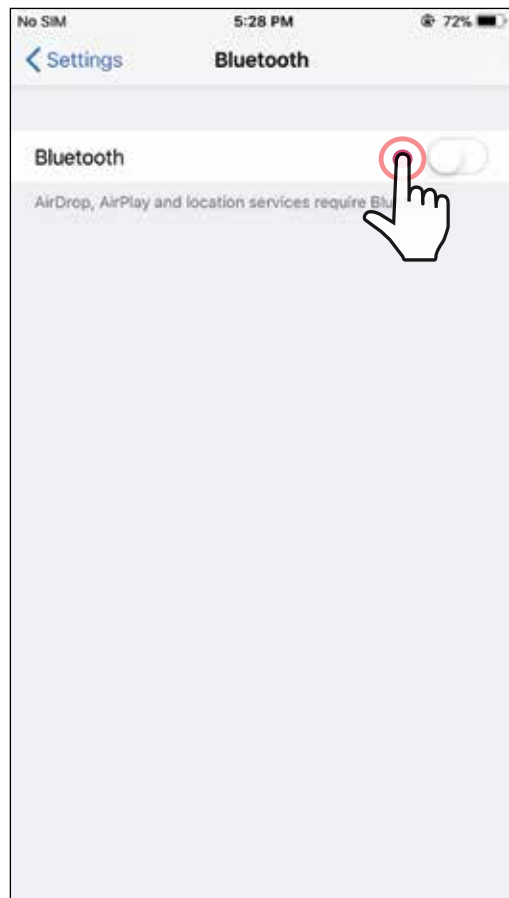 No SIM 5:28 PM 72%
Settings Bluetooth
Bluetooth
AirDrop, AirPlay and location services require